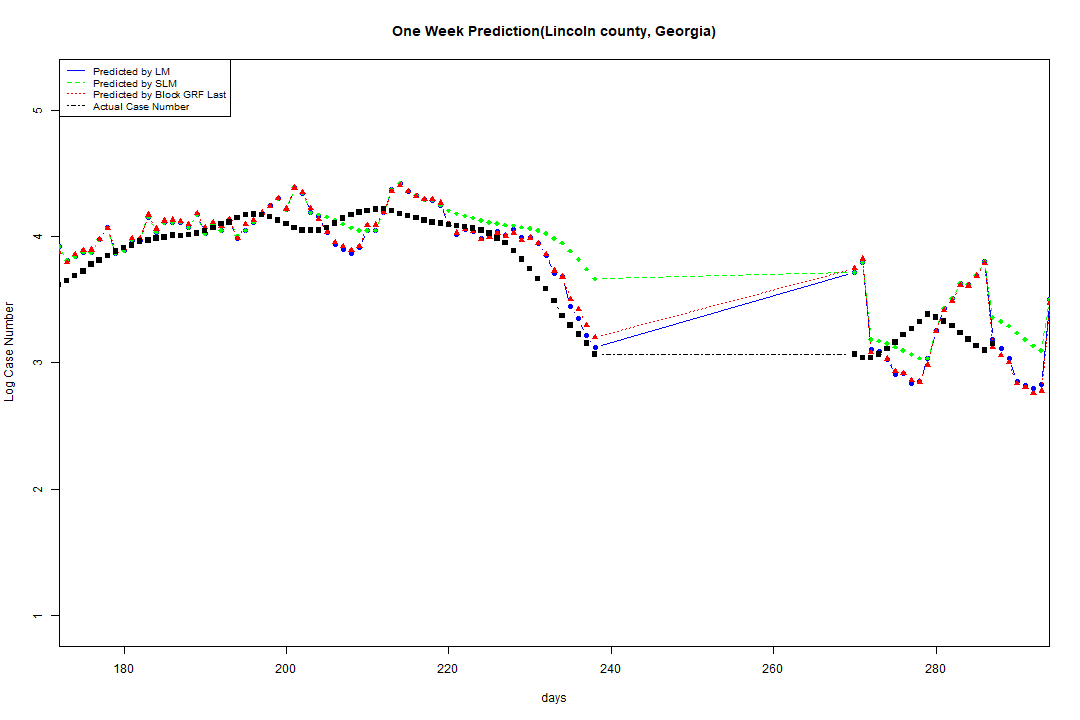 One Week Prediction(Lincoln county, Georgia)
Predicted by LM
Predicted by SLM
Predicted by Block GRF Last
Actual Case Number
5
4
3
2
1
Log Case Number
180 200 220 240 260 280
days